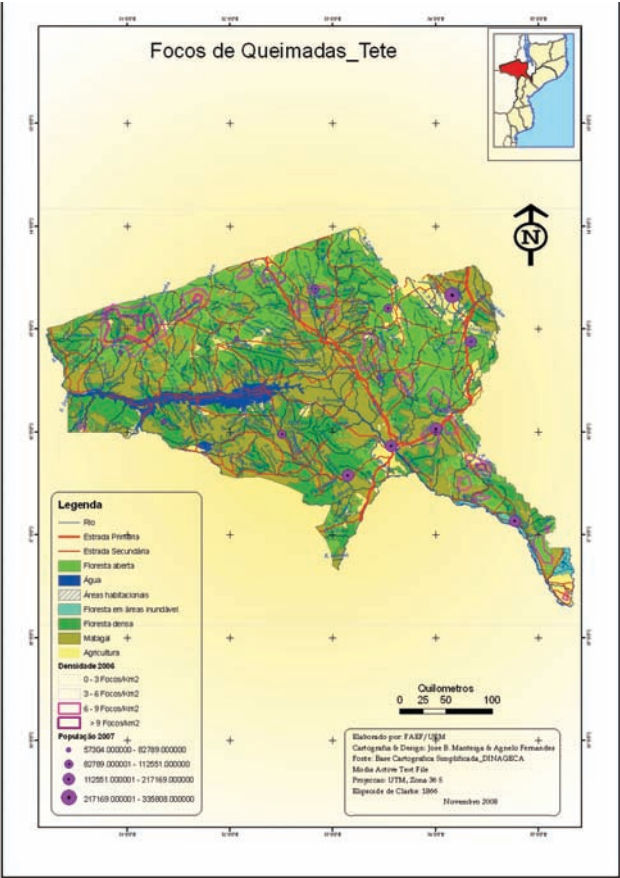 Focos de Queimadas_Tete
N
Legenda
Rio
Estrada Primária
Estrada Secundária
Floresta aberta
Água
Áreas habitacionais
Floresta em áreas inundável
Floresta densa
Matagal
Agricultura
Densidade 2006
0 - 3 Focos/Km2
3 - 6 Focos/Km2
6 - 9 Focos/Km2
> 9 Focos/Km2
População 2007
57304.000000 - 82789.000000
82789.000001 - 112551.000000
112551.000001 - 217169.000000
217169.000001 - 335808.000000
Quilometros
0 25 50 100
Elaborado por: FAEF/UEM
Cartografia & Design: Jose B. Manteiga & Agnelo Fernandes
Fonte: Base Cartografica Simplificada_DINAGECA
Modis Active Text File
Projeccao: UTM, Zona 36 S
Elipsoide de Clarke 1866
Novembro 2008